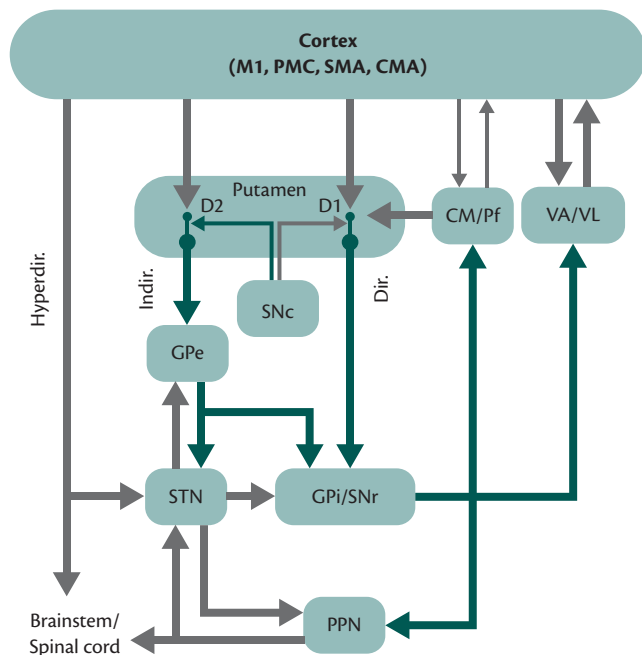 Cortex
(M1, PMC, SMA, CMA)
Putamen
D2
D1
CM/Pf
VA/VL
Hyperdir.
Indir.
Dir.
SNc
GPe
STN
GPi/SNr
PPN
Brainstem/
Spinal cord